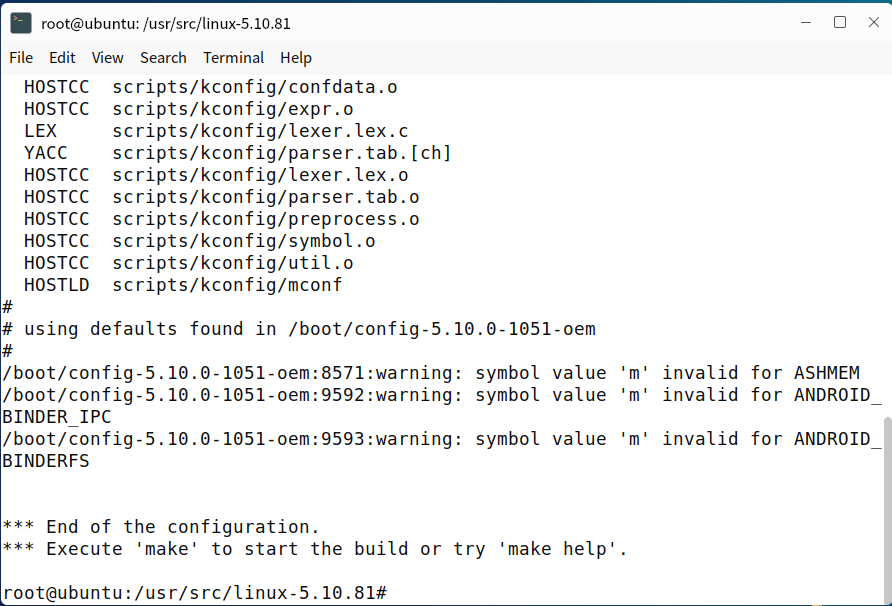 root@ubuntu: /usr/src/linux-5.10.81
File Edit View Search Terminal Help
  HOSTCC  scripts/kconfig/confdata.o
  HOSTCC  scripts/kconfig/expr.o
  LEX     scripts/kconfig/lexer.lex.c
  YACC    scripts/kconfig/parser.tab.[ch]
  HOSTCC  scripts/kconfig/lexer.lex.o
  HOSTCC  scripts/kconfig/parser.tab.o
  HOSTCC  scripts/kconfig/preprocess.o
  HOSTCC  scripts/kconfig/symbol.o
  HOSTCC  scripts/kconfig/util.o
  HOSTLD  scripts/kconfig/mconf
#
# using defaults found in /boot/config-5.10.0-1051-oem
#
/boot/config-5.10.0-1051-oem:8571:warning: symbol value 'm' invalid for ASHMEM
/boot/config-5.10.0-1051-oem:9592:warning: symbol value 'm' invalid for ANDROID_
BINDER_IPC
/boot/config-5.10.0-1051-oem:9593:warning: symbol value 'm' invalid for ANDROID_
BINDERFS
*** End of the configuration.
*** Execute 'make' to start the build or try 'make help'.
root@ubuntu:/usr/src/linux-5.10.81#